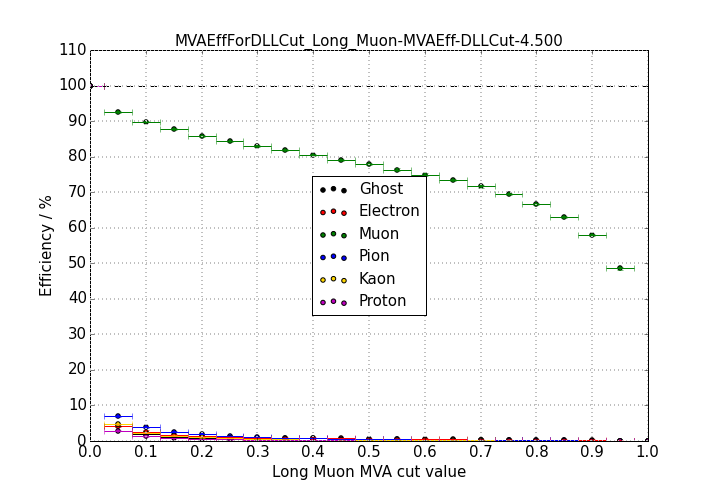 MVAEffForDLLCut_Long_Muon-MVAEff-DLLCut-4.500
110
100
90
80
70
60
50
40
30
20
10
0
Efficiency / %
Ghost
Electron
Muon
Pion
Kaon
Proton
0.0 0.1 0.2 0.3 0.4 0.5 0.6 0.7 0.8 0.9 1.0
Long Muon MVA cut value